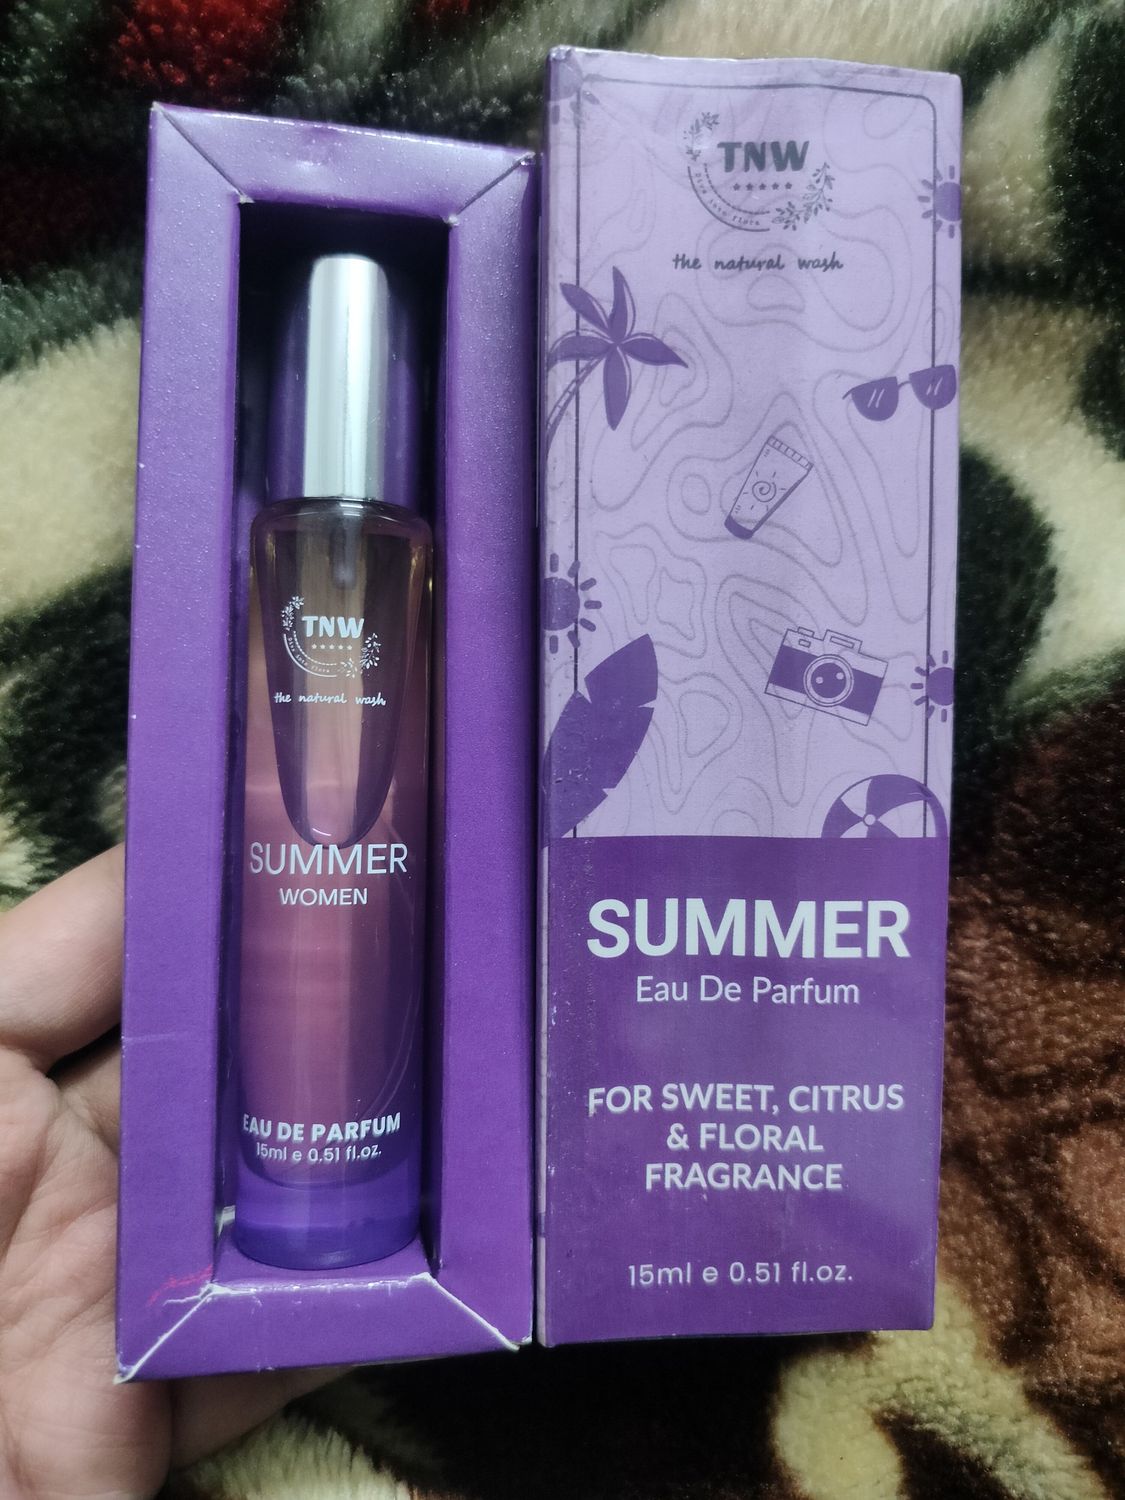 TNW
the natural wash
SUMMER
WOMEN
EAU DE PARFUM
15ml e 0.51 fl.oz.
TNW
the natural wash
SUMMER
Eau De Parfum
FOR SWEET, CITRUS
& FLORAL
FRAGRANCE
15ml e 0.51 fl.oz.